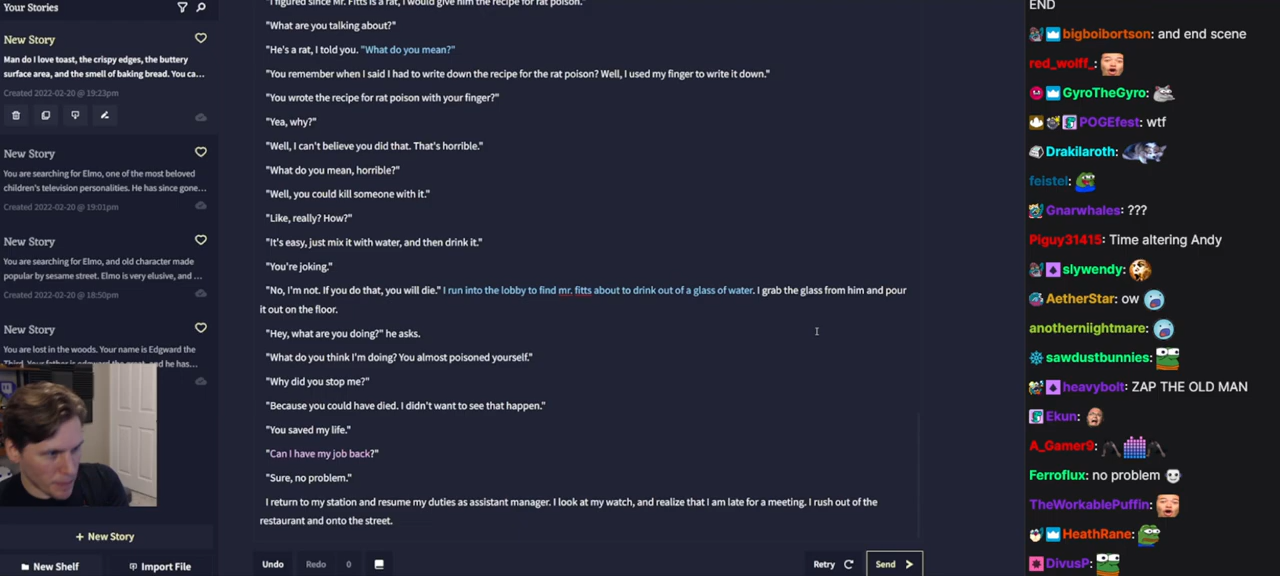 Your Stories
New Story
Man do I love toast, the crispy edges, the buttery
surface area, and the smell of baking bread. You ca...
Created 2022-02-20 @ 19:23pm
New Story
You are searching for Elmo, one of the most beloved
children's television personalities. He has since gone...
Created 2022-02-20 @ 19:01pm
New Story
You are searching for Elmo, and old character made
popular by sesame street. Elmo is very elusive, and ...
Created 2022-02-20 @ 18:50pm
New Story
You are lost in the woods. Your name is Edgward the
+ New Story
New Shelf
Import File
"I figured since Mr. Fitts is a rat, I would give him the recipe for rat poison."
"What are you talking about?"
"He's a rat, I told you. "What do you mean?"
"You remember when I said I had to write down the recipe for the rat poison? Well, I used my finger to write it down."
"You wrote the recipe for rat poison with your finger?"
"Yea, why?"
"Well, I can't believe you did that. That's horrible."
"What do you mean, horrible?"
"Well, you could kill someone with it."
"Like, really? How?"
"It's easy, just mix it with water, and then drink it."
"You're joking."
"No, I'm not. If you do that, you will die." I run into the lobby to find mr. fitts about to drink out of a glass of water. I grab the glass from him and pour
it out on the floor.
"Hey, what are you doing?" he asks.
"What do you think I'm doing? You almost poisoned yourself."
"Why did you stop me?"
"Because you could have died. I didn't want to see that happen."
"You saved my life."
"Can I have my job back?"
"Sure, no problem."
I return to my station and resume my duties as assistant manager. I look at my watch, and realize that I am late for a meeting. I rush out of the
restaurant and onto the street.
Undo
Redo
0
Retry
Send
END
bigboibortson: and end scene
red_wolff_:
GyroTheGyro:
POGEfest: wtf
Drakilaroth:
feistel:
Gnarwhales: ???
Piguy31415: Time altering Andy
slywendy:
AetherStar: ow
anotherniightmare:
sawdustbunnies:
heavybolt: ZAP THE OLD MAN
Ekun:
A_Gamer9:
Ferroflux: no problem
TheWorkablePuffin:
HeathRane:
DivusP: